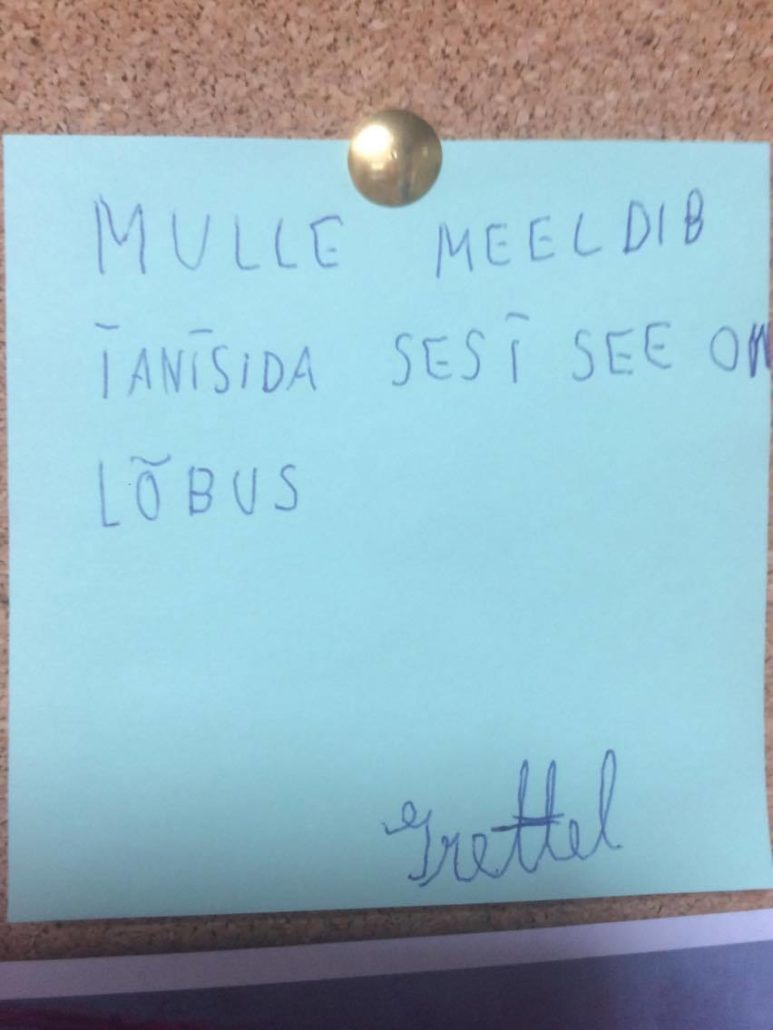 MULLE MEELDIB
TANTSIDA SEST SEE ON
LÕBUS
Grettel